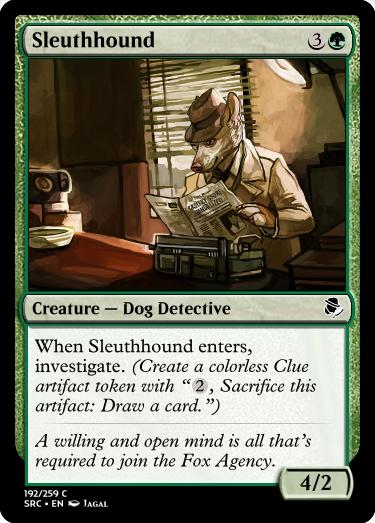 Sleuthhound 3
Creature — Dog Detective
When Sleuthhound enters,
investigate. (Create a colorless Clue
artifact token with “2, Sacrifice this
artifact: Draw a card.”)
A willing and open mind is all that’s
required to join the Fox Agency.
4/2
192/259 C
SRC • EN Jagal